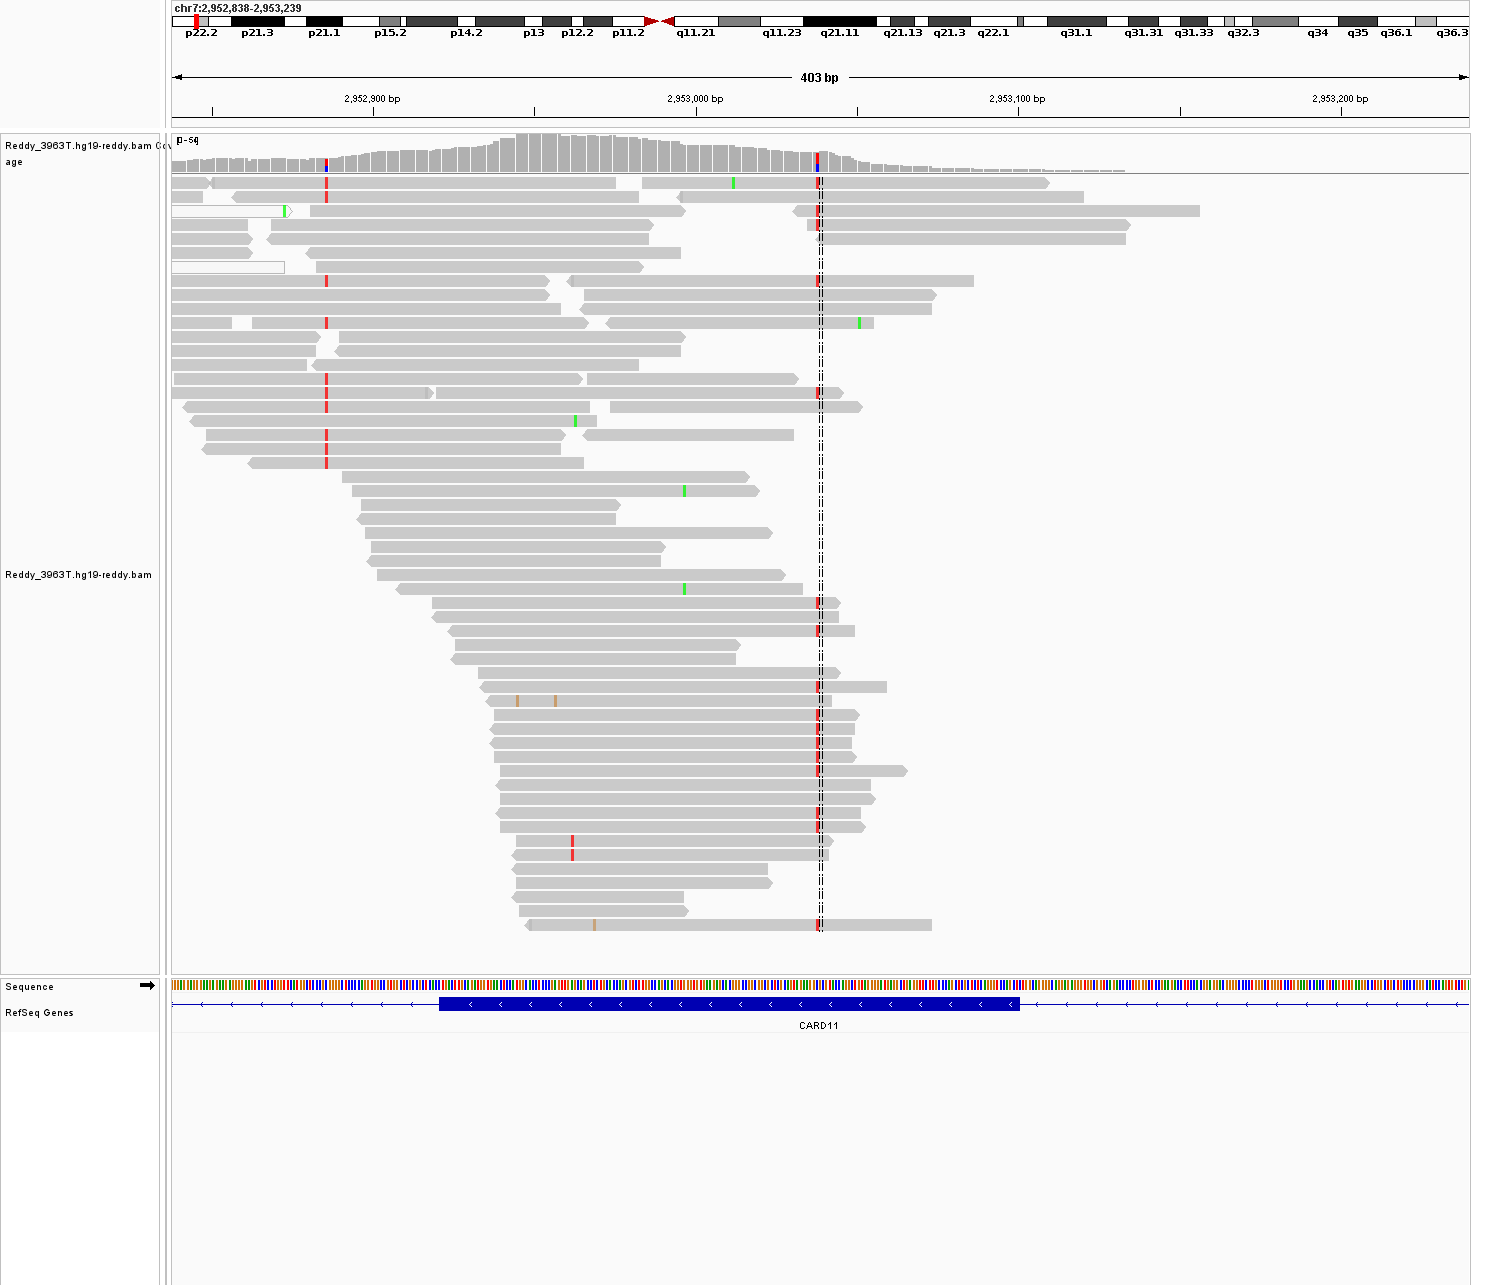 chr7:2,952,838-2,953,239
p22.2 p21.3 p21.1 p15.2 p14.2 p13 p12.2 p11.2 q11.21 q11.23 q21.11 q21.13 q21.3 q22.1 q31.1 q31.31 q31.33 q32.3 q34 q35 q36.1 q36.3
403 bp
2,952,900 bp 2,953,000 bp 2,953,100 bp 2,953,200 bp
Reddy_3963T.hg19-reddy.bam Cov
age
Reddy_3963T.hg19-reddy.bam
Sequence
RefSeq Genes
CARD11